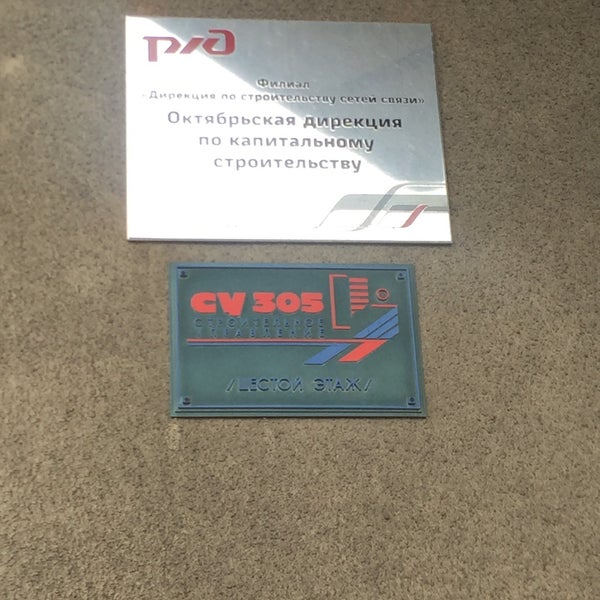 РЖД
Филиал
«Дирекция по строительству сетей связи»
Октябрьская дирекция
по капитальному
строительству
СУ 305
СТРОИТЕЛЬНОЕ
УПРАВЛЕНИЕ
/ШЕСТОЙ ЭТАЖ/